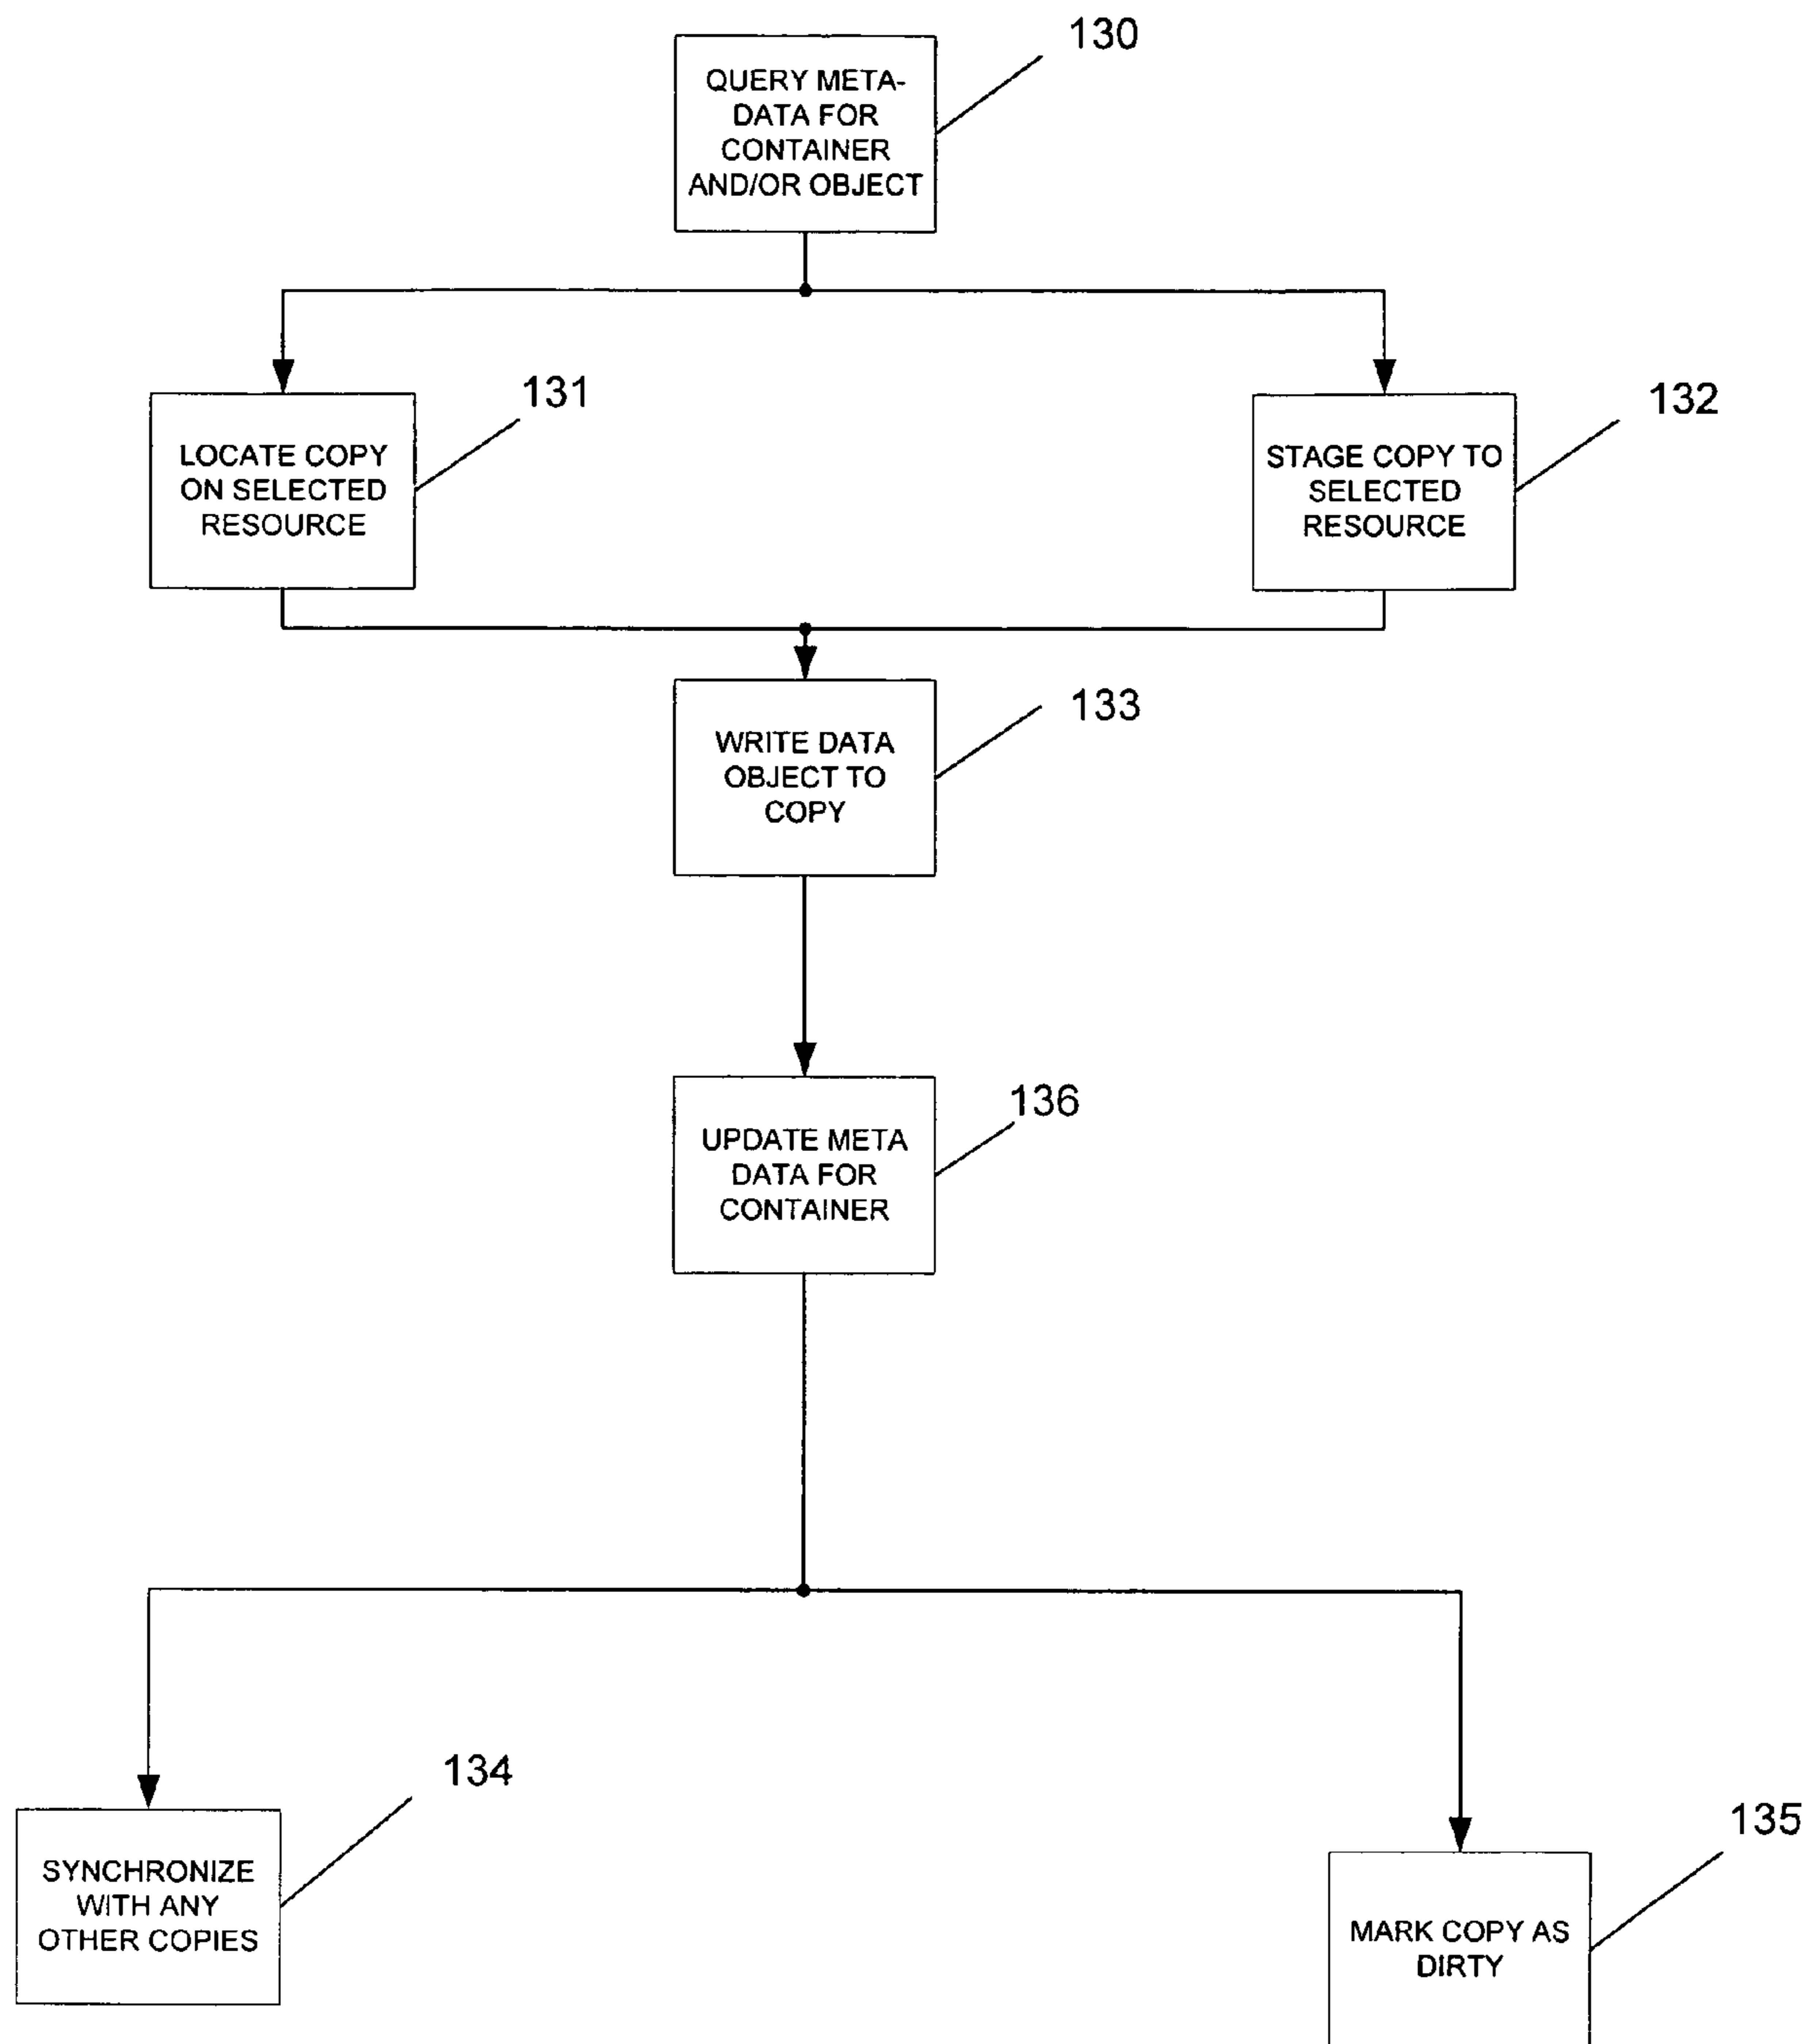 130
QUERY META-
DATA FOR
CONTAINER
AND/OR OBJECT
131
LOCATE COPY
ON SELECTED
RESOURCE
132
STAGE COPY TO
SELECTED
RESOURCE
133
WRITE DATA
OBJECT TO
COPY
136
UPDATE META
DATA FOR
CONTAINER
134
SYNCHRONIZE
WITH ANY
OTHER COPIES
135
MARK COPY AS
DIRTY